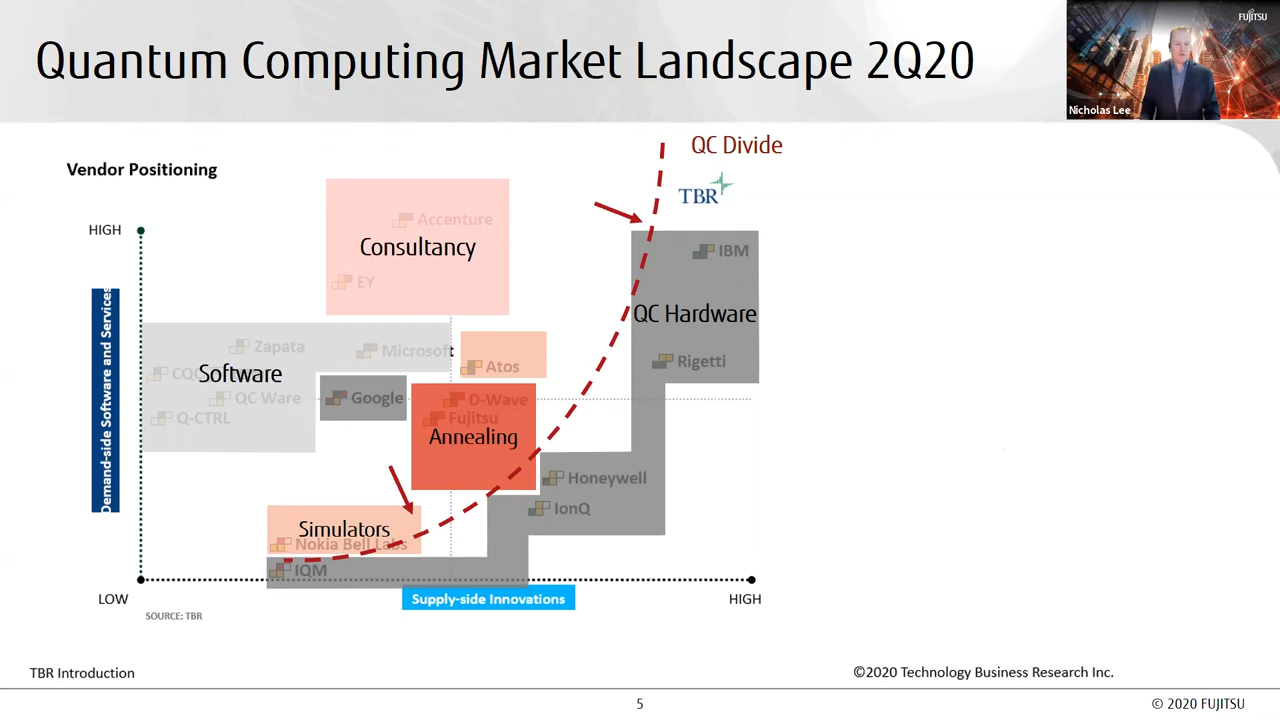 Quantum Computing Market Landscape 2Q20
FUJITSU
Nicholas Lee
QC Divide
TBR
Vendor Positioning
HIGH
Accenture
Consultancy
EY
IBM
QC Hardware
Rigetti
Zapata
Microsoft
Atos
Software
QC Ware
Google
D-Wave
Q-CTRL
Fujitsu
Annealing
Demand-side Software and Services
Honeywell
IonQ
Simulators
Nokia Bell Labs
IQM
LOW
Supply-side Innovations
HIGH
SOURCE: TBR
TBR Introduction
©2020 Technology Business Research Inc.
5
© 2020 FUJITSU